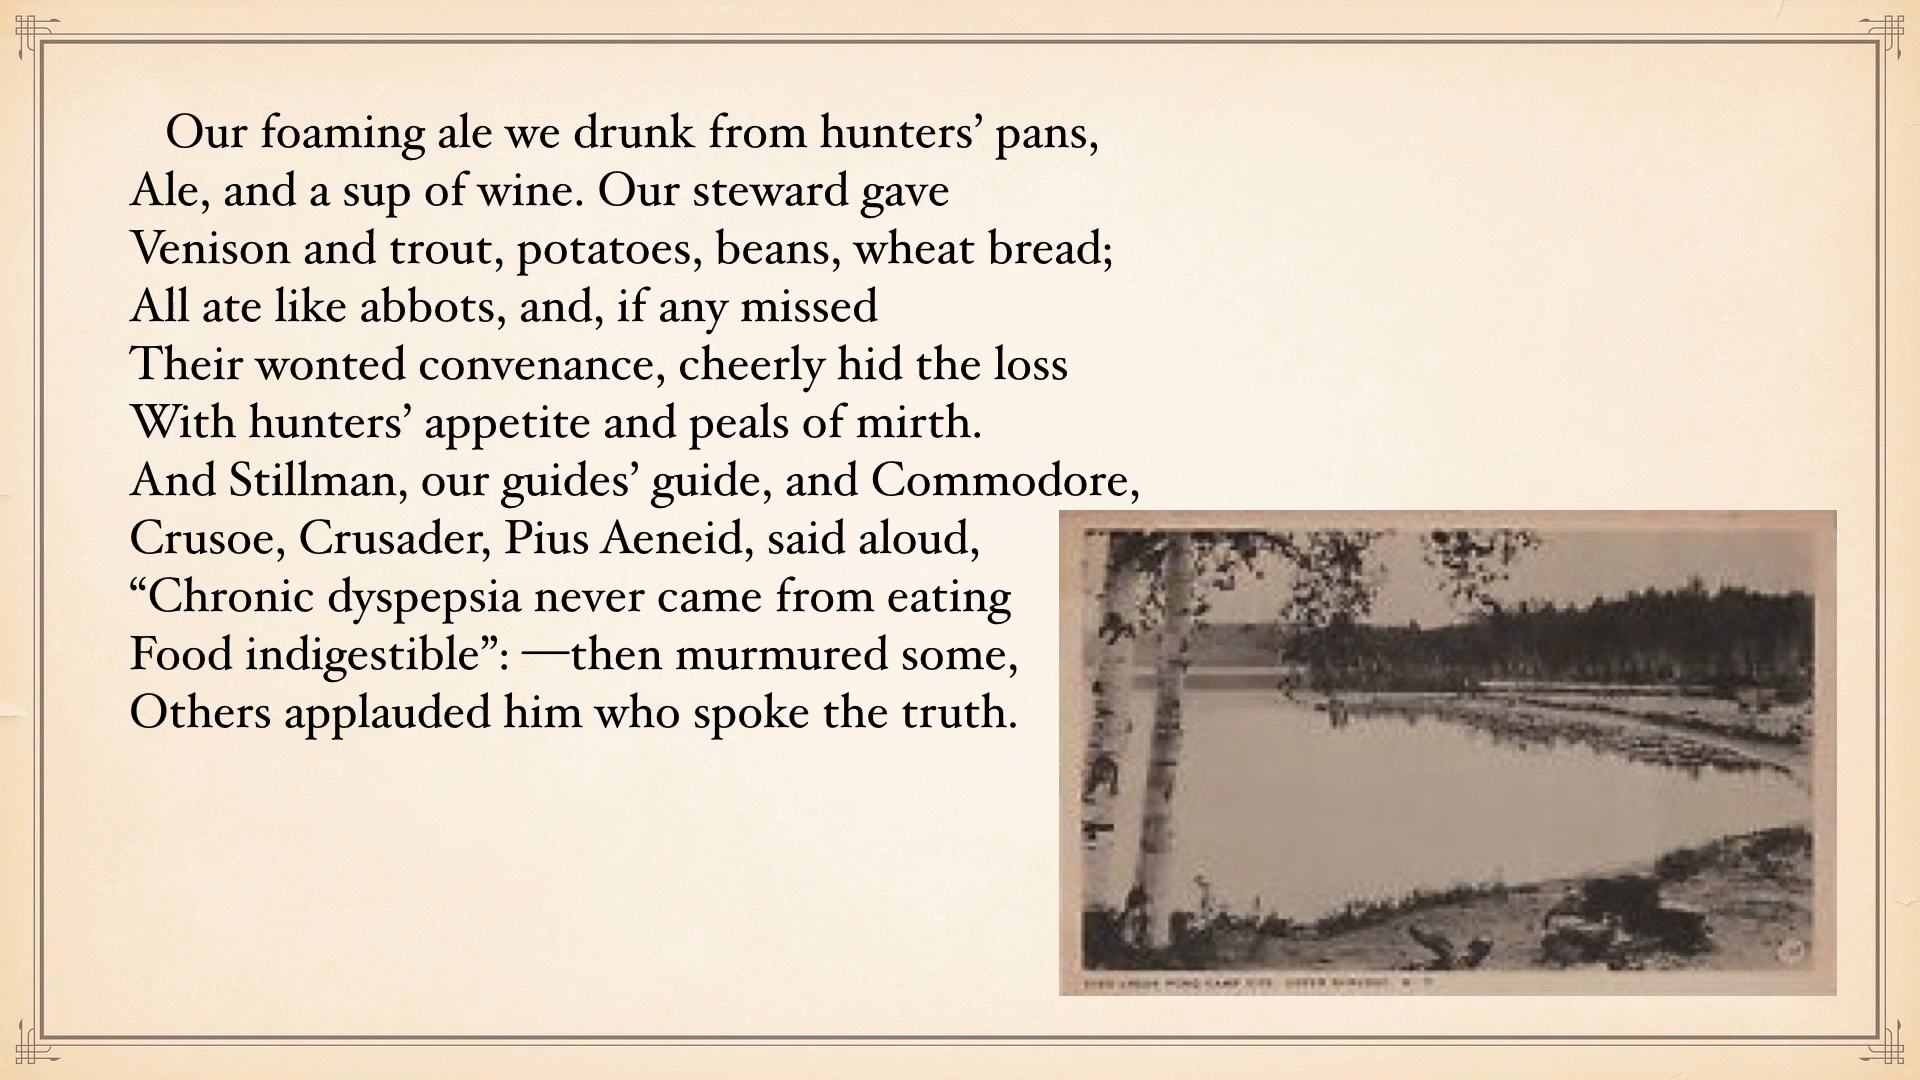 Our foaming ale we drunk from hunters’ pans,
Ale, and a sup of wine. Our steward gave
Venison and trout, potatoes, beans, wheat bread;
All ate like abbots, and, if any missed
Their wonted convenance, cheerly hid the loss
With hunters’ appetite and peals of mirth.
And Stillman, our guides’ guide, and Commodore,
Crusoe, Crusader, Pius Aeneid, said aloud,
“Chronic dyspepsia never came from eating
Food indigestible”: —then murmured some,
Others applauded him who spoke the truth.
POND CAMP SITE